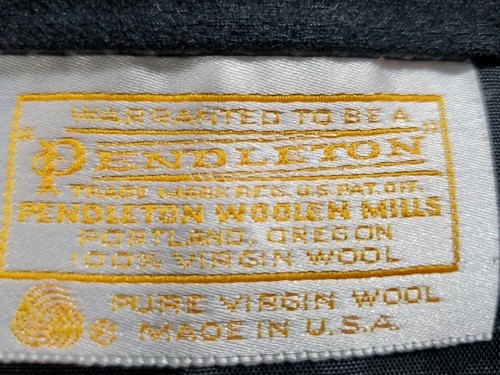 WARRANTED TO BE A
"PENDLETON"
TRADE MARK REG. U.S. PAT. OFF.
PENDLETON WOOLEN MILLS
PORTLAND, OREGON
100% VIRGIN WOOL
PURE VIRGIN WOOL
® MADE IN U.S.A.